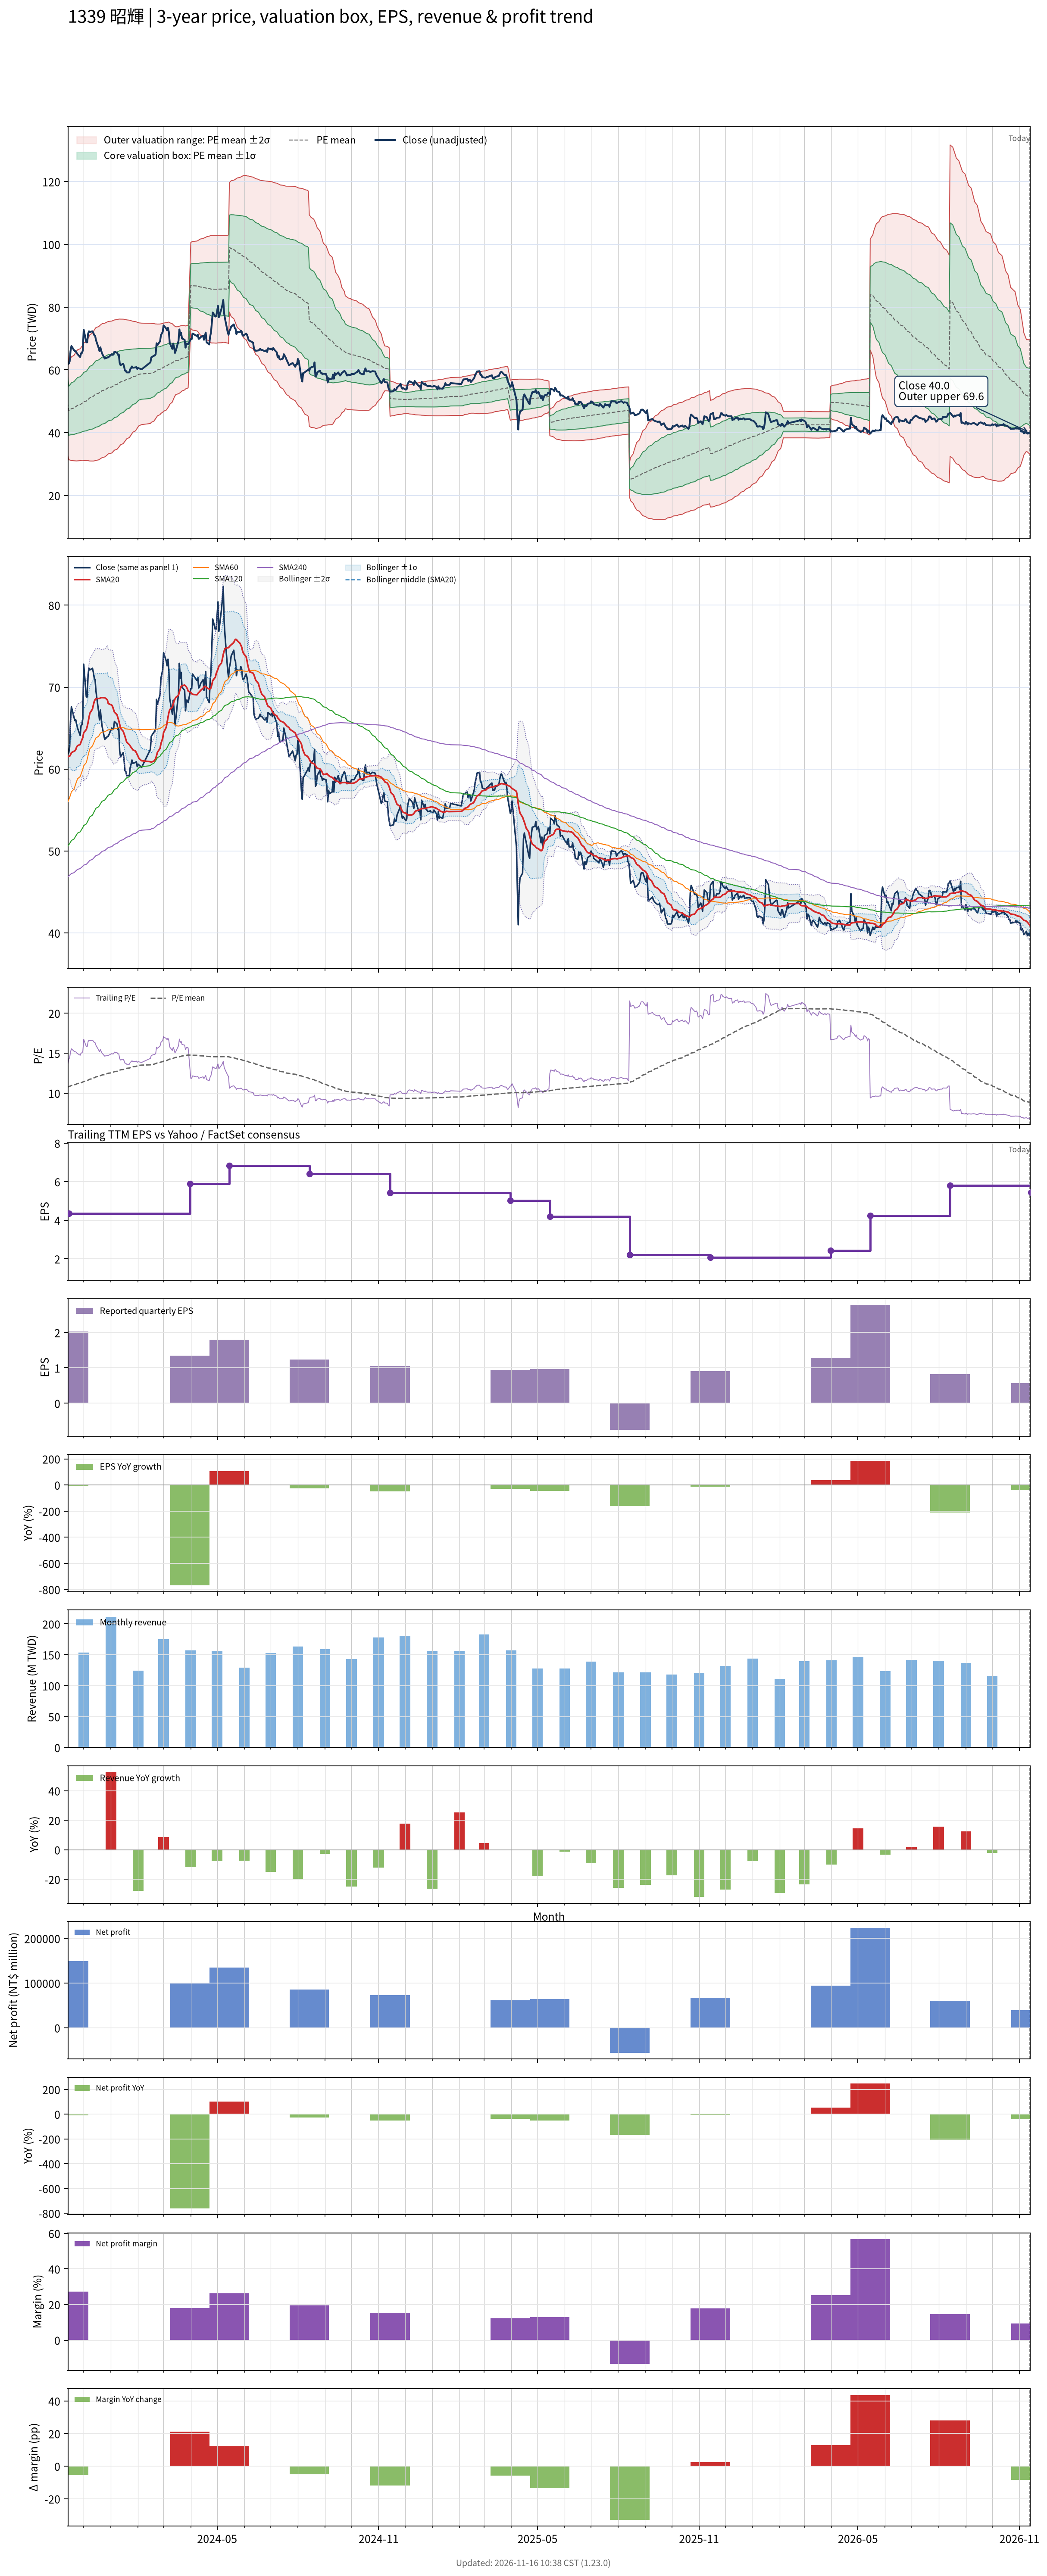 1339 昭輝 | 3-year price, valuation box, EPS, revenue & profit trend
Outer valuation range: PE mean ±2σ
PE mean
Close (unadjusted)
Core valuation box: PE mean ±1σ
Today
Price (TWD)
120
100
80
60
40
20
Close 40.0
Outer upper 69.6
Close (same as panel 1)
SMA20
SMA60
SMA120
SMA240
Bollinger ±2σ
Bollinger ±1σ
Bollinger middle (SMA20)
Price
80
70
60
50
40
Trailing P/E
P/E mean
P/E
20
15
10
Trailing TTM EPS vs Yahoo / FactSet consensus
Today
EPS
8
6
4
2
Reported quarterly EPS
EPS
2
1
0
EPS YoY growth
YoY (%)
200
0
-200
-400
-600
-800
Monthly revenue
Revenue (M TWD)
200
150
100
50
0
Revenue YoY growth
YoY (%)
40
20
0
-20
Month
Net profit
Net profit (NT$ million)
200000
100000
0
Net profit YoY
YoY (%)
200
0
-200
-400
-600
-800
Net profit margin
Margin (%)
60
40
20
0
Margin YoY change
Δ margin (pp)
40
20
0
-20
2024-05
2024-11
2025-05
2025-11
2026-05
2026-11
Updated: 2026-11-16 10:38 CST (1.23.0)